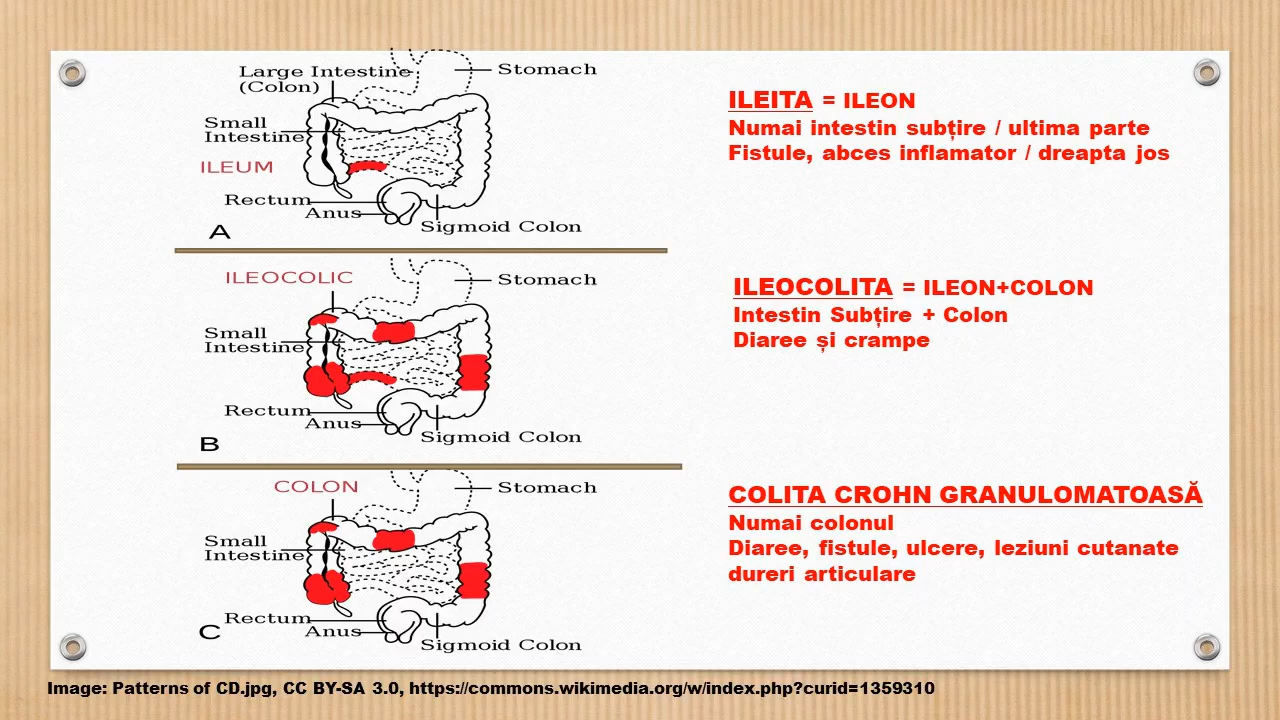 Large Intestine
(Colon)
Stomach
Small
Intestine
ILEUM
Rectum
Anus
Sigmoid Colon
A
ILEITA = ILEON
Numai intestin subțire / ultima parte
Fistule, abces inflamator / dreapta jos
ILEOCOLIC
Stomach
Small
Intestine
Rectum
Anus
Sigmoid Colon
B
ILEOCOLITA = ILEON+COLON
Intestin Subțire + Colon
Diaree și crampe
COLON
Stomach
Small
Intestine
Rectum
Anus
Sigmoid Colon
C
COLITA CROHN GRANULOMATOASĂ
Numai colonul
Diaree, fistule, ulcere, leziuni cutanate
dureri articulare
Image: Patterns of CD.jpg, CC BY-SA 3.0, https://commons.wikimedia.org/w/index.php?curid=1359310